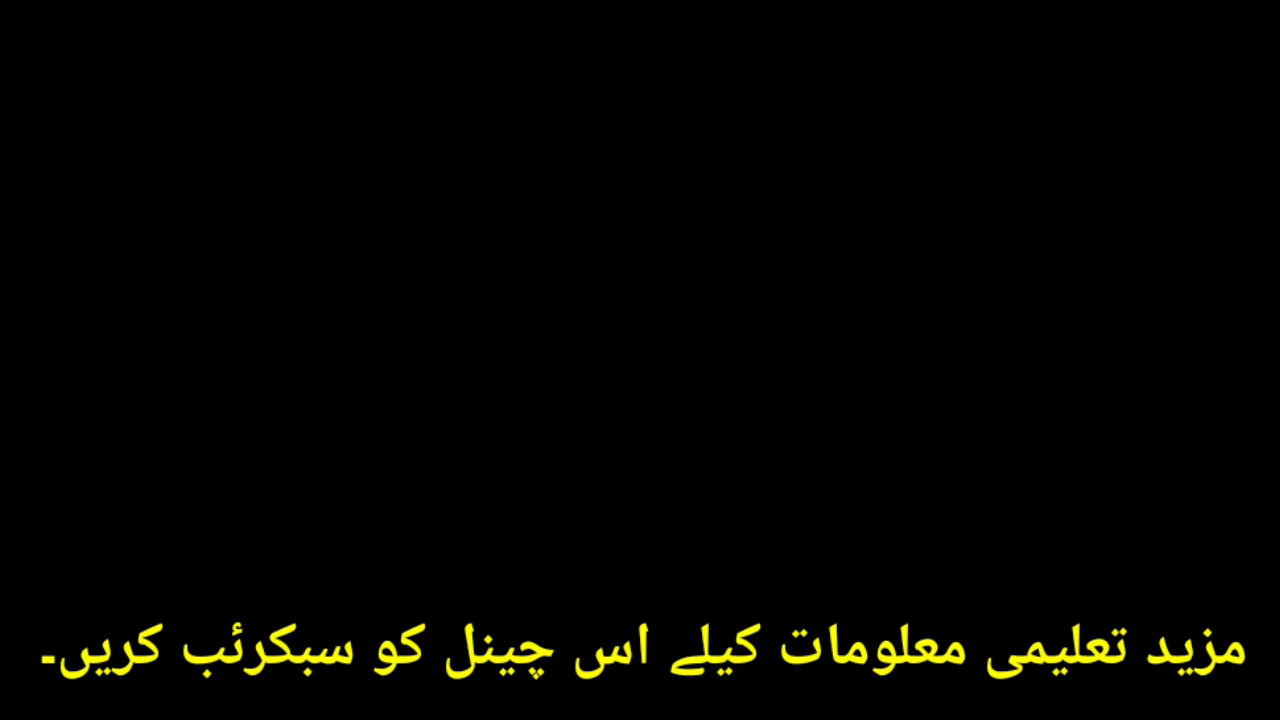 مزید تعلیمی معلومات کیلے اس چینل کو سبکرئب کریں۔